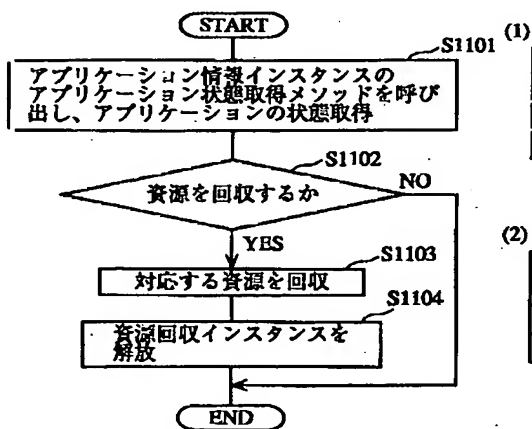 START
S1101
アプリケーション情報インスタンスの
アプリケーション状態取得メソッドを呼び
出し、アプリケーションの状態取得
S1102
資源を回収するか
NO
YES
S1103
対応する資源を回収
S1104
資源回収インスタンスを
解放
END
(1)
(2)